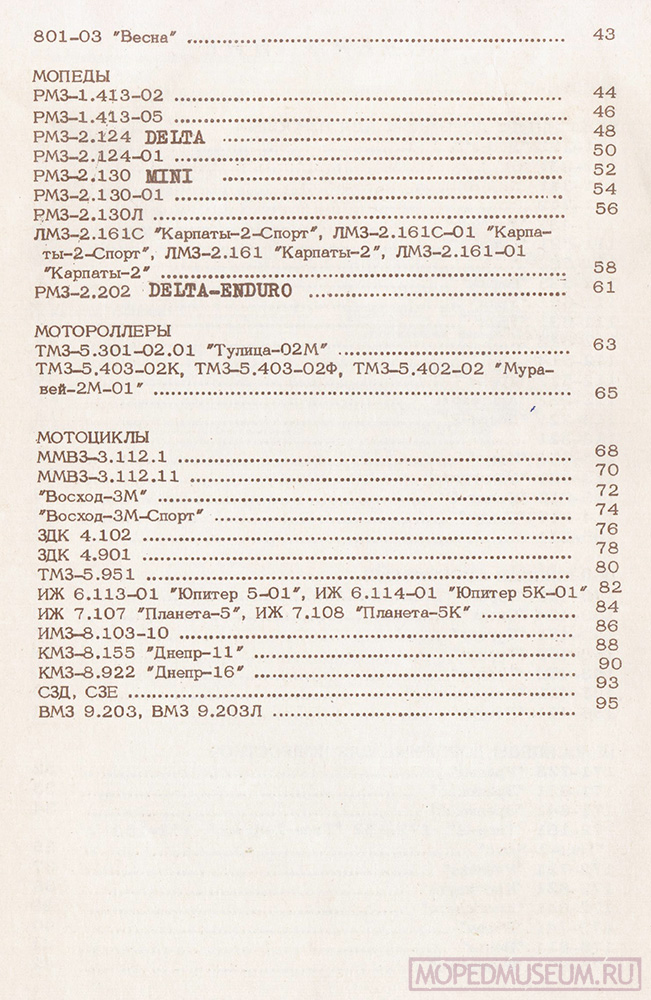 801-03 "Весна" ........................................ 43
МОПЕДЫ
РМЗ-1.413-02 ........................................ 44
РМЗ-1.413-05 ........................................ 46
РМЗ-2.124 DELTA ........................................ 48
РМЗ-2.124-01 ........................................ 50
РМЗ-2.130 MINI ........................................ 52
РМЗ-2.130-01 ........................................ 54
РМЗ-2.130Л ........................................ 56
ЛМЗ-2.161С "Карпаты-2-Спорт", ЛМЗ-2.161С-01 "Карпа-
ты-2-Спорт", ЛМЗ-2.161 "Карпаты-2", ЛМЗ-2.161-01
"Карпаты-2" ........................................ 58
РМЗ-2.202 DELTA-ENDURO ........................................ 61
МОТОРОЛЛЕРЫ
ТМЗ-5.301-02.01 "Тулица-02М" ........................................ 63
ТМЗ-5.403-02К, ТМЗ-5.403-02Ф, ТМЗ-5.402-02 "Мура-
вей-2М-01" ........................................ 65
МОТОЦИКЛЫ
ММВЗ-3.112.1 ........................................ 68
ММВЗ-3.112.11 ........................................ 70
"Восход-3М" ........................................ 72
"Восход-3М-Спорт" ........................................ 74
ЗДК 4.102 ........................................ 76
ЗДК 4.901 ........................................ 78
ТМЗ-5.951 ........................................ 80
ИЖ 6.113-01 "Юпитер 5-01", ИЖ 6.114-01 "Юпитер 5К-01" 82
ИЖ 7.107 "Планета-5", ИЖ 7.108 "Планета-5К" ............... 84
ИМЗ-8.103-10 ........................................ 86
КМЗ-8.155 "Днепр-11" ........................................ 88
КМЗ-8.922 "Днепр-16" ........................................ 90
СЗД, СЗЕ ........................................ 93
ВМЗ 9.203, ВМЗ 9.203Л ........................................ 95
MOPEDMUSEUM.RU